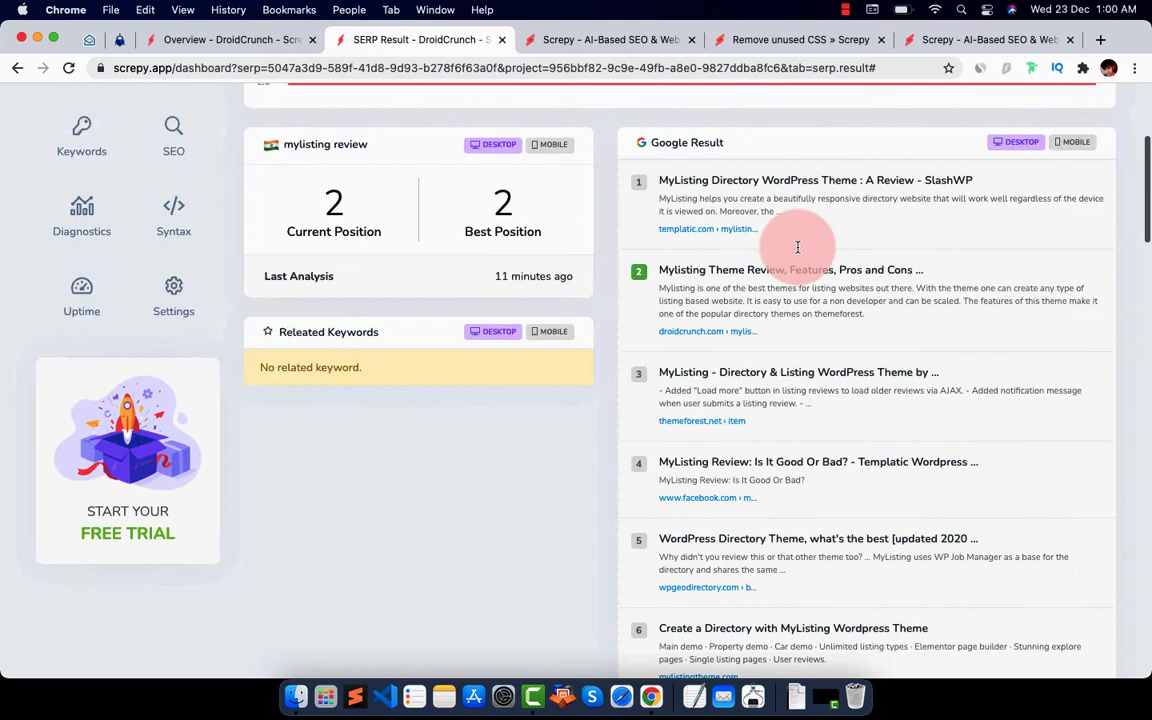 Chrome File Edit View History Bookmarks People Tab Window Help Wed 23 Dec 1:00 AM
Overview - DroidCrunch - Scre
SERP Result - DroidCrunch - S
Screpy - AI-Based SEO & Web
Remove unused CSS » Screpy
Screpy - AI-Based SEO & Web
screpy.app/dashboard?serp=5047a3d9-589f-41d8-9d93-b278f6f63a0f&project=956bbf82-9c9e-49fb-a8e0-9827ddba8fc6&tab=serp.result#
Keywords
SEO
Diagnostics
Syntax
Uptime
Settings
START YOUR
FREE TRIAL
mylisting review
DESKTOP
MOBILE
2
Current Position
2
Best Position
Last Analysis
11 minutes ago
Releated Keywords
DESKTOP
MOBILE
No related keyword.
Google Result
DESKTOP
MOBILE
1
MyListing Directory WordPress Theme : A Review - SlashWP
MyListing helps you create a beautifully responsive directory website that will work well regardless of the device
it is viewed on. Moreover, the ...
templatic.com › mylistin...
2
Mylisting Theme Review, Features, Pros and Cons ...
Mylisting is one of the best themes for listing websites out there. With the theme one can create any type of
listing based website. It is easy to use for a non developer and can be scaled. The features of this theme make it
one of the popular directory themes on themeforest.
droidcrunch.com › mylis...
3
MyListing - Directory & Listing WordPress Theme by ...
- Added "Load more" button in listing reviews to load older reviews via AJAX. - Added notification message
when user submits a listing review. - ...
themeforest.net › item
4
MyListing Review: Is It Good Or Bad? - Templatic Wordpress ...
MyListing Review: Is It Good Or Bad?
www.facebook.com › m...
5
WordPress Directory Theme, what's the best [updated 2020 ...
Why didn't you review this or that other theme too? ... MyListing uses WP Job Manager as a base for the
directory and shares the same ...
wpgeodirectory.com › b...
6
Create a Directory with MyListing Wordpress Theme
Main demo · Property demo · Car demo · Unlimited listing types · Elementor page builder · Stunning explore
pages · Single listing pages · User reviews.
mylistingtheme.com